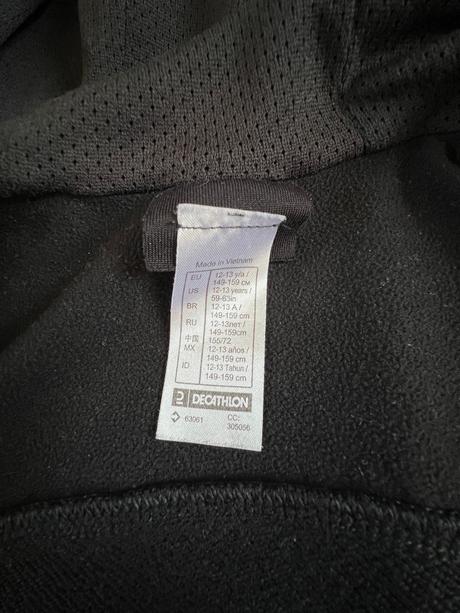 Made in Vietnam
EU 12-13 y/a /
149-159 см
US 12-13 years /
59-63in
BR 12-13 A /
149-159 cm
RU 12-13лет /
149-159cm
中国 155/72
MX 12-13 años /
149-159 cm
ID 12-13 Tahun /
149-159 cm
DECATHLON
63061 CC:
305056